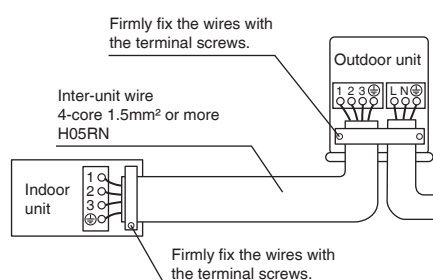 Firmly fix the wires with
the terminal screws.
Outdoor unit
1 2 3 ⏚ L N ⏚
Inter-unit wire
4-core 1.5mm² or more
H05RN
Indoor
unit
1
2
3
⏚
Firmly fix the wires with
the terminal screws.